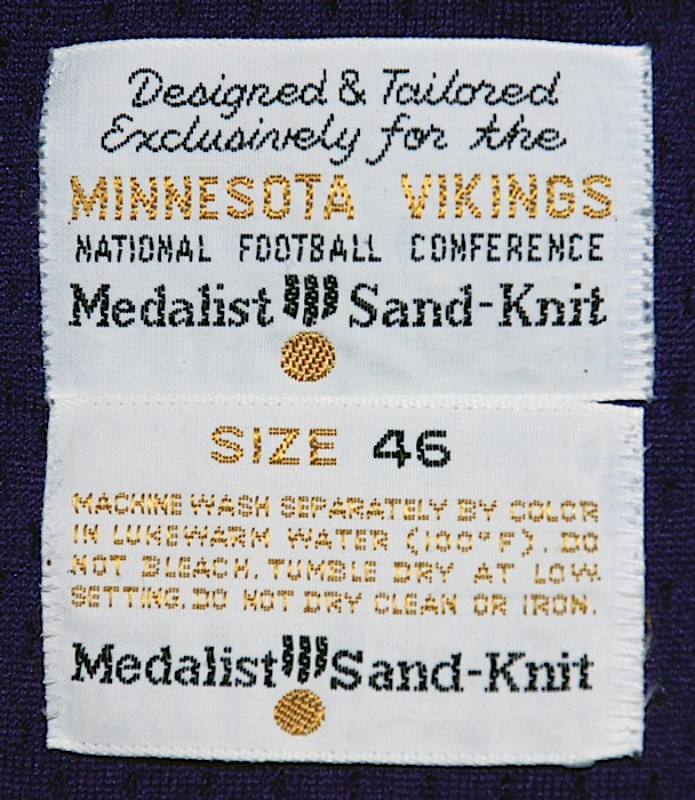 Designed & Tailored
Exclusively for the
MINNESOTA VIKINGS
NATIONAL FOOTBALL CONFERENCE
Medalist Sand-Knit
SIZE 46
MACHINE WASH SEPARATELY BY COLOR
IN LUKEWARM WATER (100° F). DO
NOT BLEACH. TUMBLE DRY AT LOW
SETTING. DO NOT DRY CLEAN OR IRON.
Medalist Sand-Knit